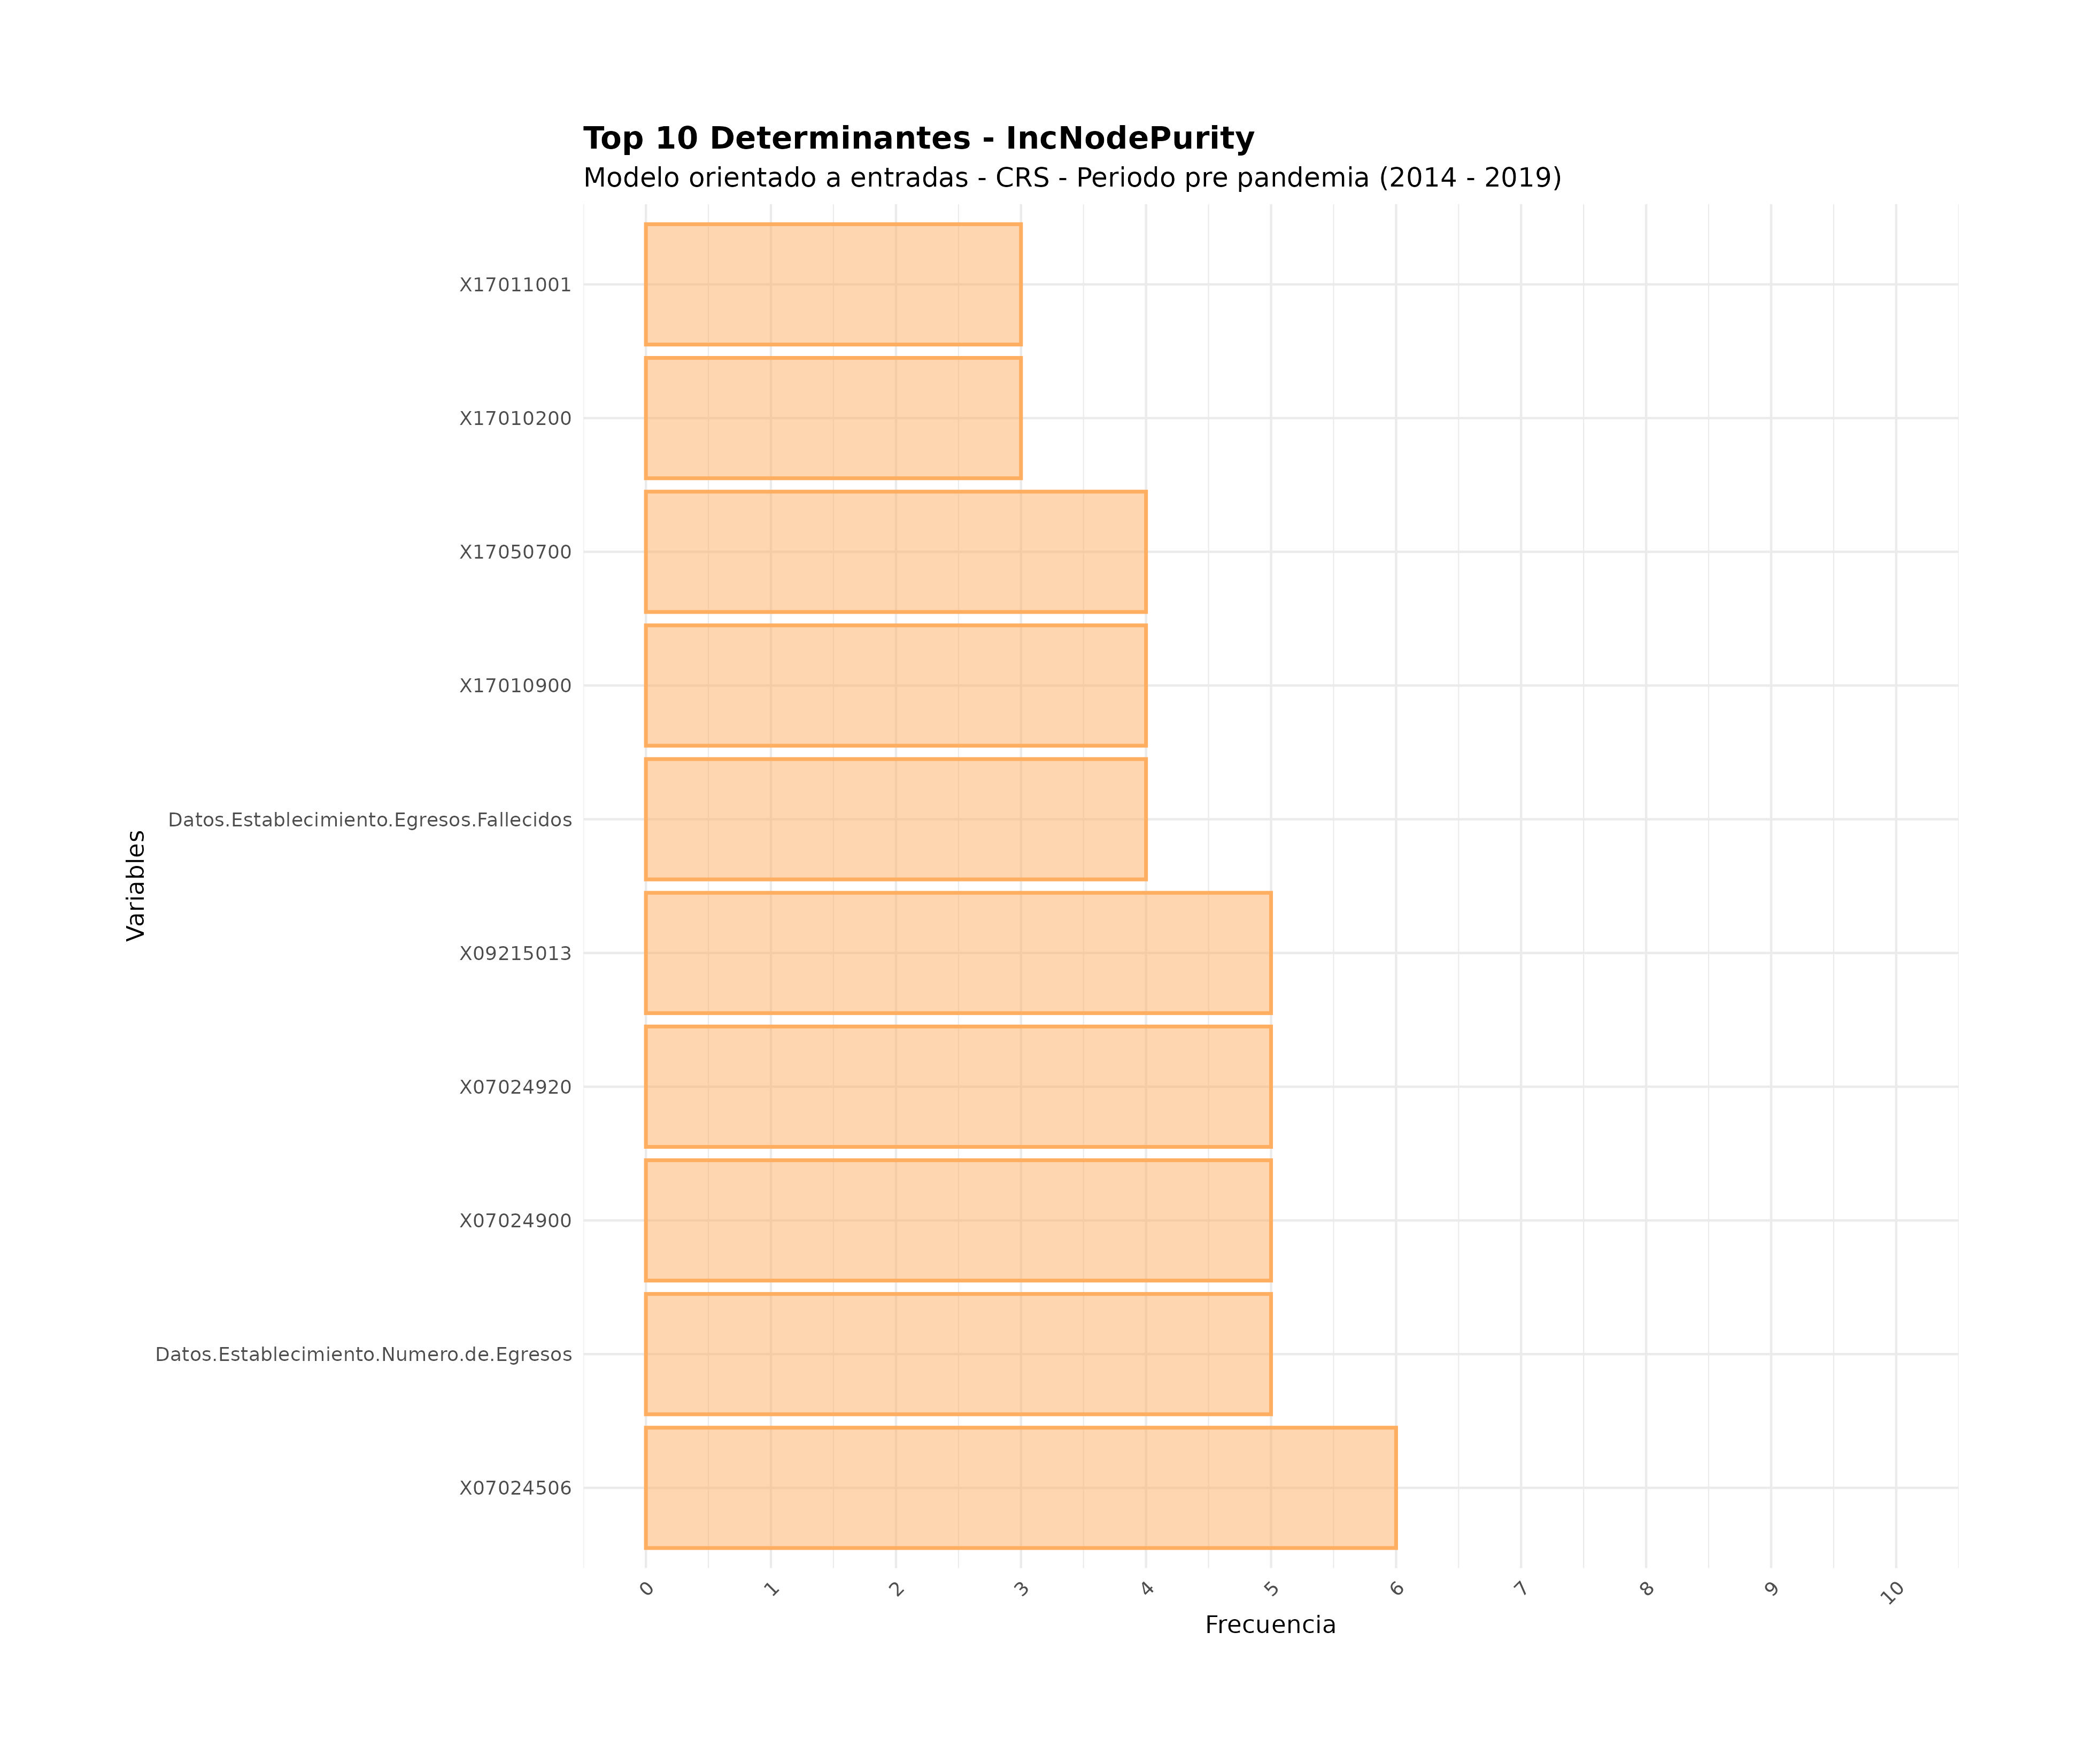 Top 10 Determinantes - IncNodePurity
Modelo orientado a entradas - CRS - Periodo pre pandemia (2014 - 2019)
Variables
X17011001
X17010200
X17050700
X17010900
Datos.Establecimiento.Egresos.Fallecidos
X09215013
X07024920
X07024900
Datos.Establecimiento.Numero.de.Egresos
X07024506
0 1 2 3 4 5 6 7 8 9 10
Frecuencia